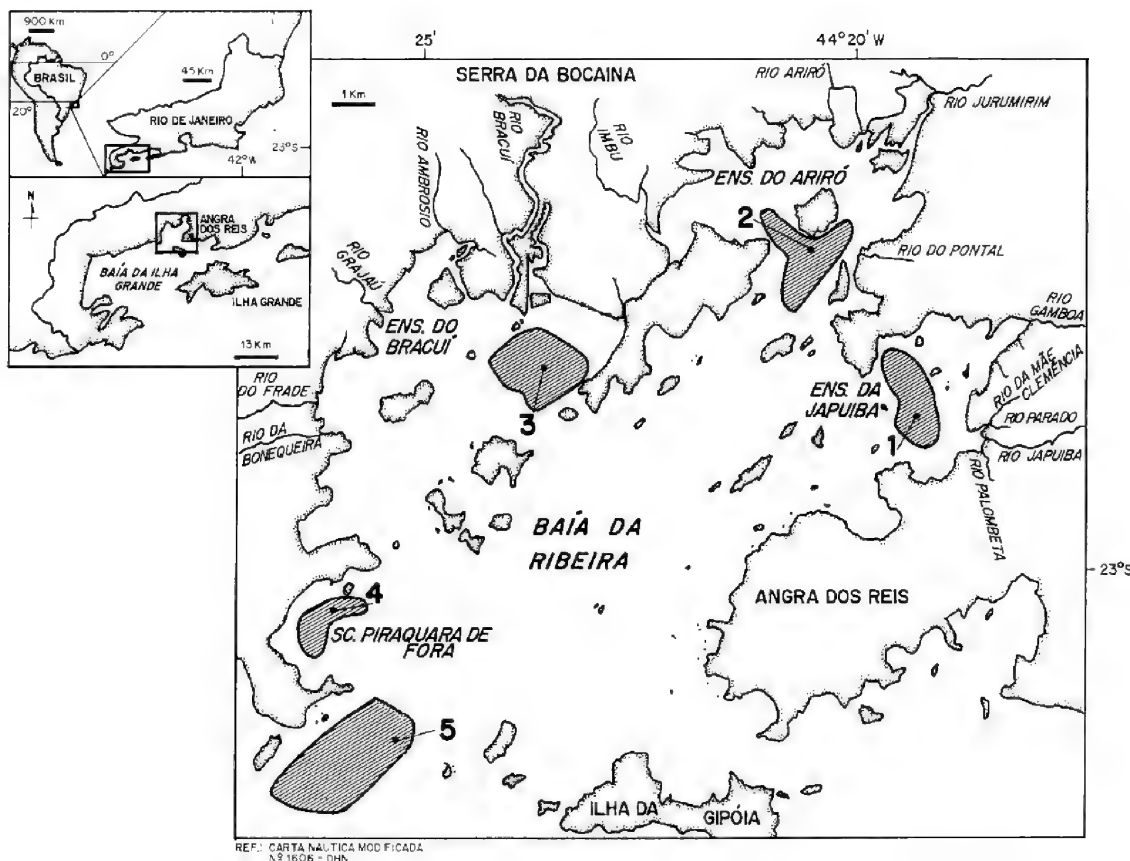 900 Km
0°
BRASIL
20°
45 Km
RIO DE JANEIRO
23°S
42°W
N
ANGRA
DOS REIS
BAÍA DA ILHA
GRANDE
ILHA GRANDE
13 Km
25'
44°20' W
SERRA DA BOCAINA
1 Km
RIO ARIRÓ
RIO JURUMIRIM
RIO AMBROSIO
RIO
BRACUÍ
RIO
IMBU
ENS. DO ARIRÓ
2
RIO DO PONTAL
RIO
GRAJAÚ
ENS. DO
BRACUÍ
RIO
GAMBOA
RIO DA MÃE
CLEMÊNCIA
RIO
DO FRADE
ENS. DA
JAPUIBA
RIO PARADO
3
1
RIO DA
BONEQUEIRA
RIO JAPUIBA
RIO PALOMBETA
BAÍA DA
RIBEIRA
23°S
4
ANGRA DOS REIS
SC. PIRAQUARA DE
FORA
5
ILHA DA
GIPÓIA
REF.: CARTA NAUTICA MODIFICADA
Nº 1606 - DHN